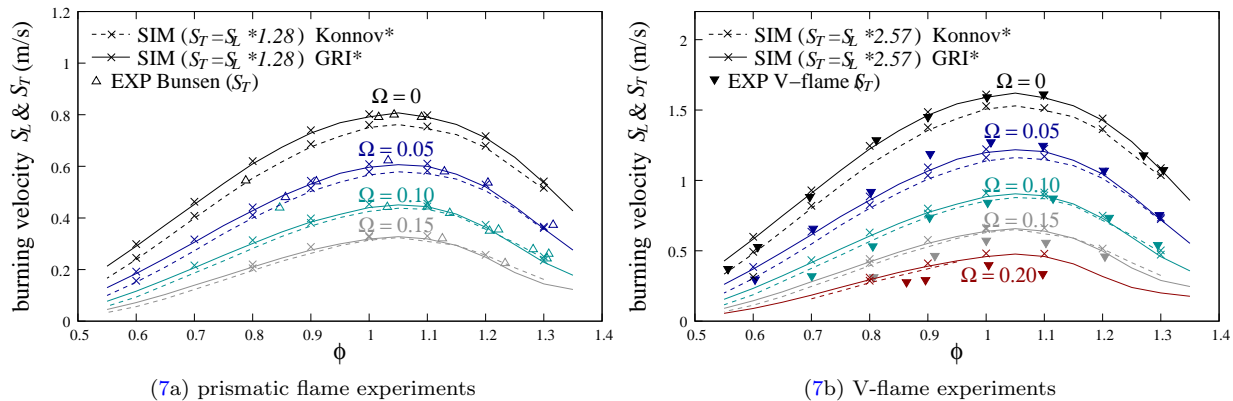 burning velocity S_L & S_T (m/s)
0
0.2
0.4
0.6
0.8
1
1.2
0.5
0.6
0.7
0.8
0.9
1
1.1
1.2
1.3
1.4
ϕ
SIM (S_T=S_L *1.28) Konnov*
SIM (S_T=S_L *1.28) GRI*
EXP Bunsen (S_T)
Ω = 0
Ω = 0.05
Ω = 0.10
Ω = 0.15
(7a) prismatic flame experiments
burning velocity S_L & S_T (m/s)
0
0.5
1
1.5
2
0.5
0.6
0.7
0.8
0.9
1
1.1
1.2
1.3
1.4
ϕ
SIM (S_T=S_L *2.57) Konnov*
SIM (S_T=S_L *2.57) GRI*
EXP V−flame (S_T)
Ω = 0
Ω = 0.05
Ω = 0.10
Ω = 0.15
Ω = 0.20
(7b) V-flame experiments